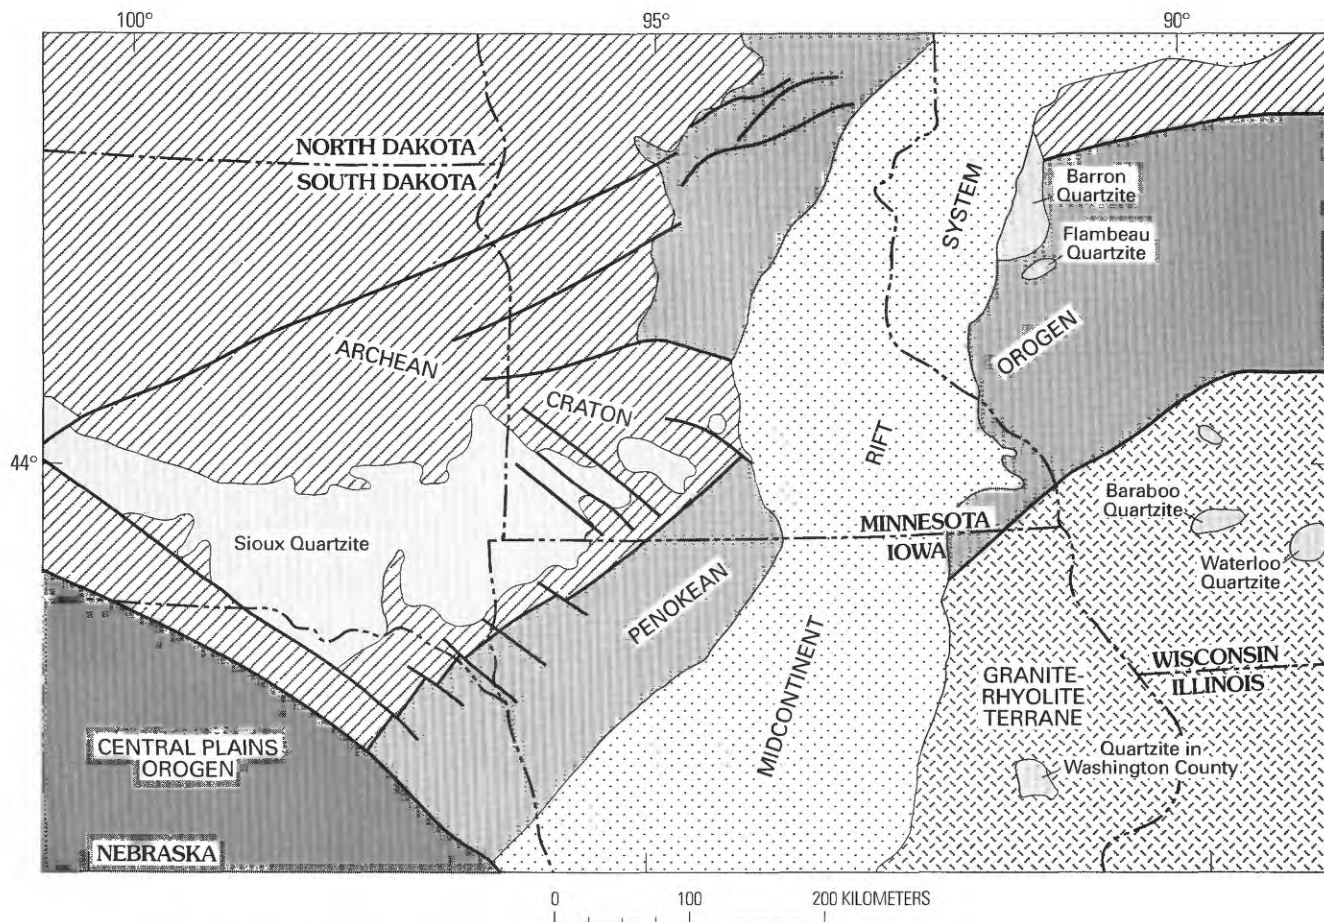 100°
95°
90°
NORTH DAKOTA
SOUTH DAKOTA
SYSTEM
Barron
Quartzite
Flambeau
Quartzite
ARCHEAN
OROGEN
CRATON
44°
RIFT
Sioux Quartzite
MINNESOTA
IOWA
Baraboo
Quartzite
Waterloo
Quartzite
PENOKEAN
MIDCONTINENT
WISCONSIN
ILLINOIS
GRANITE-
RHYOLITE
TERRANE
CENTRAL PLAINS
OROGEN
Quartzite in
Washington County
NEBRASKA
0 100 200 KILOMETERS